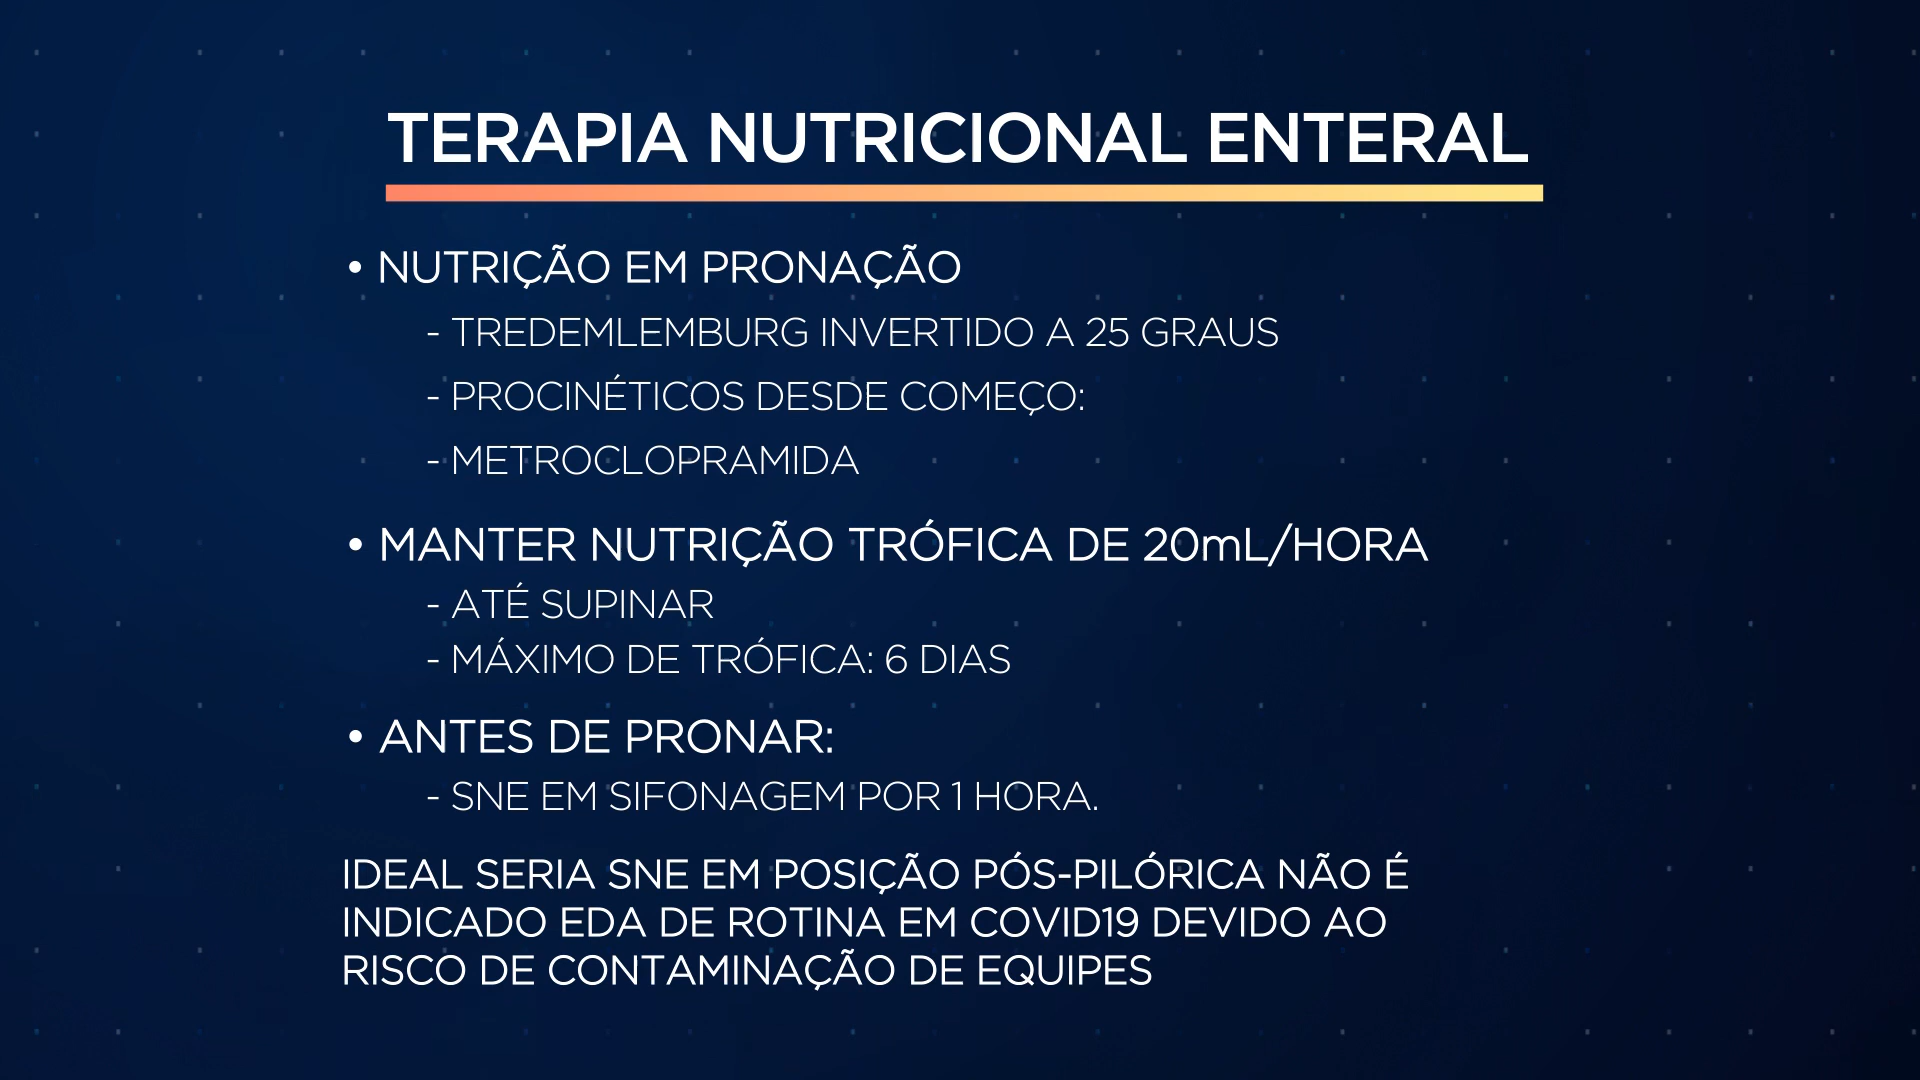 TERAPIA NUTRICIONAL ENTERAL
• NUTRIÇÃO EM PRONAÇÃO
- TREDEMLEMBURG INVERTIDO A 25 GRAUS
- PROCINÉTICOS DESDE COMEÇO:
- METROCLOPRAMIDA
• MANTER NUTRIÇÃO TRÓFICA DE 20mL/HORA
- ATÉ SUPINAR
- MÁXIMO DE TRÓFICA: 6 DIAS
• ANTES DE PRONAR:
- SNE EM SIFONAGEM POR 1 HORA.
IDEAL SERIA SNE EM POSIÇÃO PÓS-PILÓRICA NÃO É
INDICADO EDA DE ROTINA EM COVID19 DEVIDO AO
RISCO DE CONTAMINAÇÃO DE EQUIPES